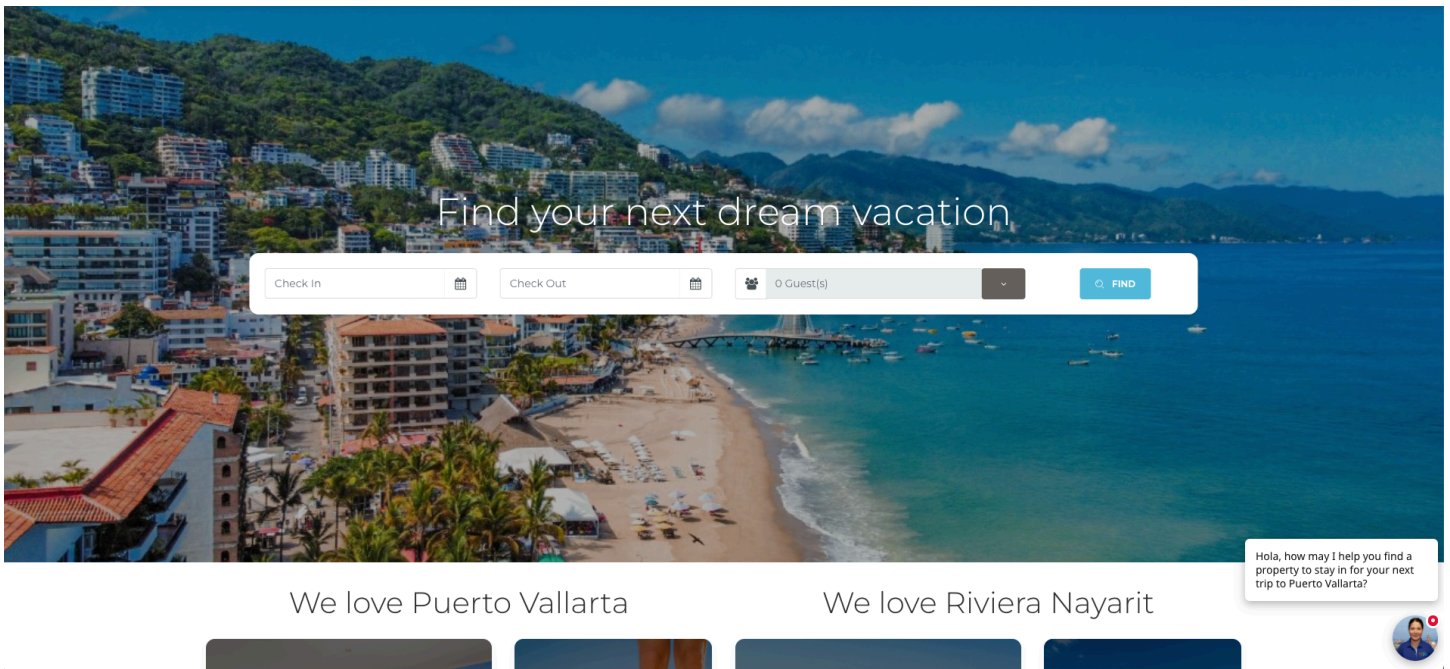 Find your next dream vacation
Check In
Check Out
0 Guest(s)
FIND
Hola, how may I help you find a
property to stay in for your next
trip to Puerto Vallarta?
We love Puerto Vallarta
We love Riviera Nayarit